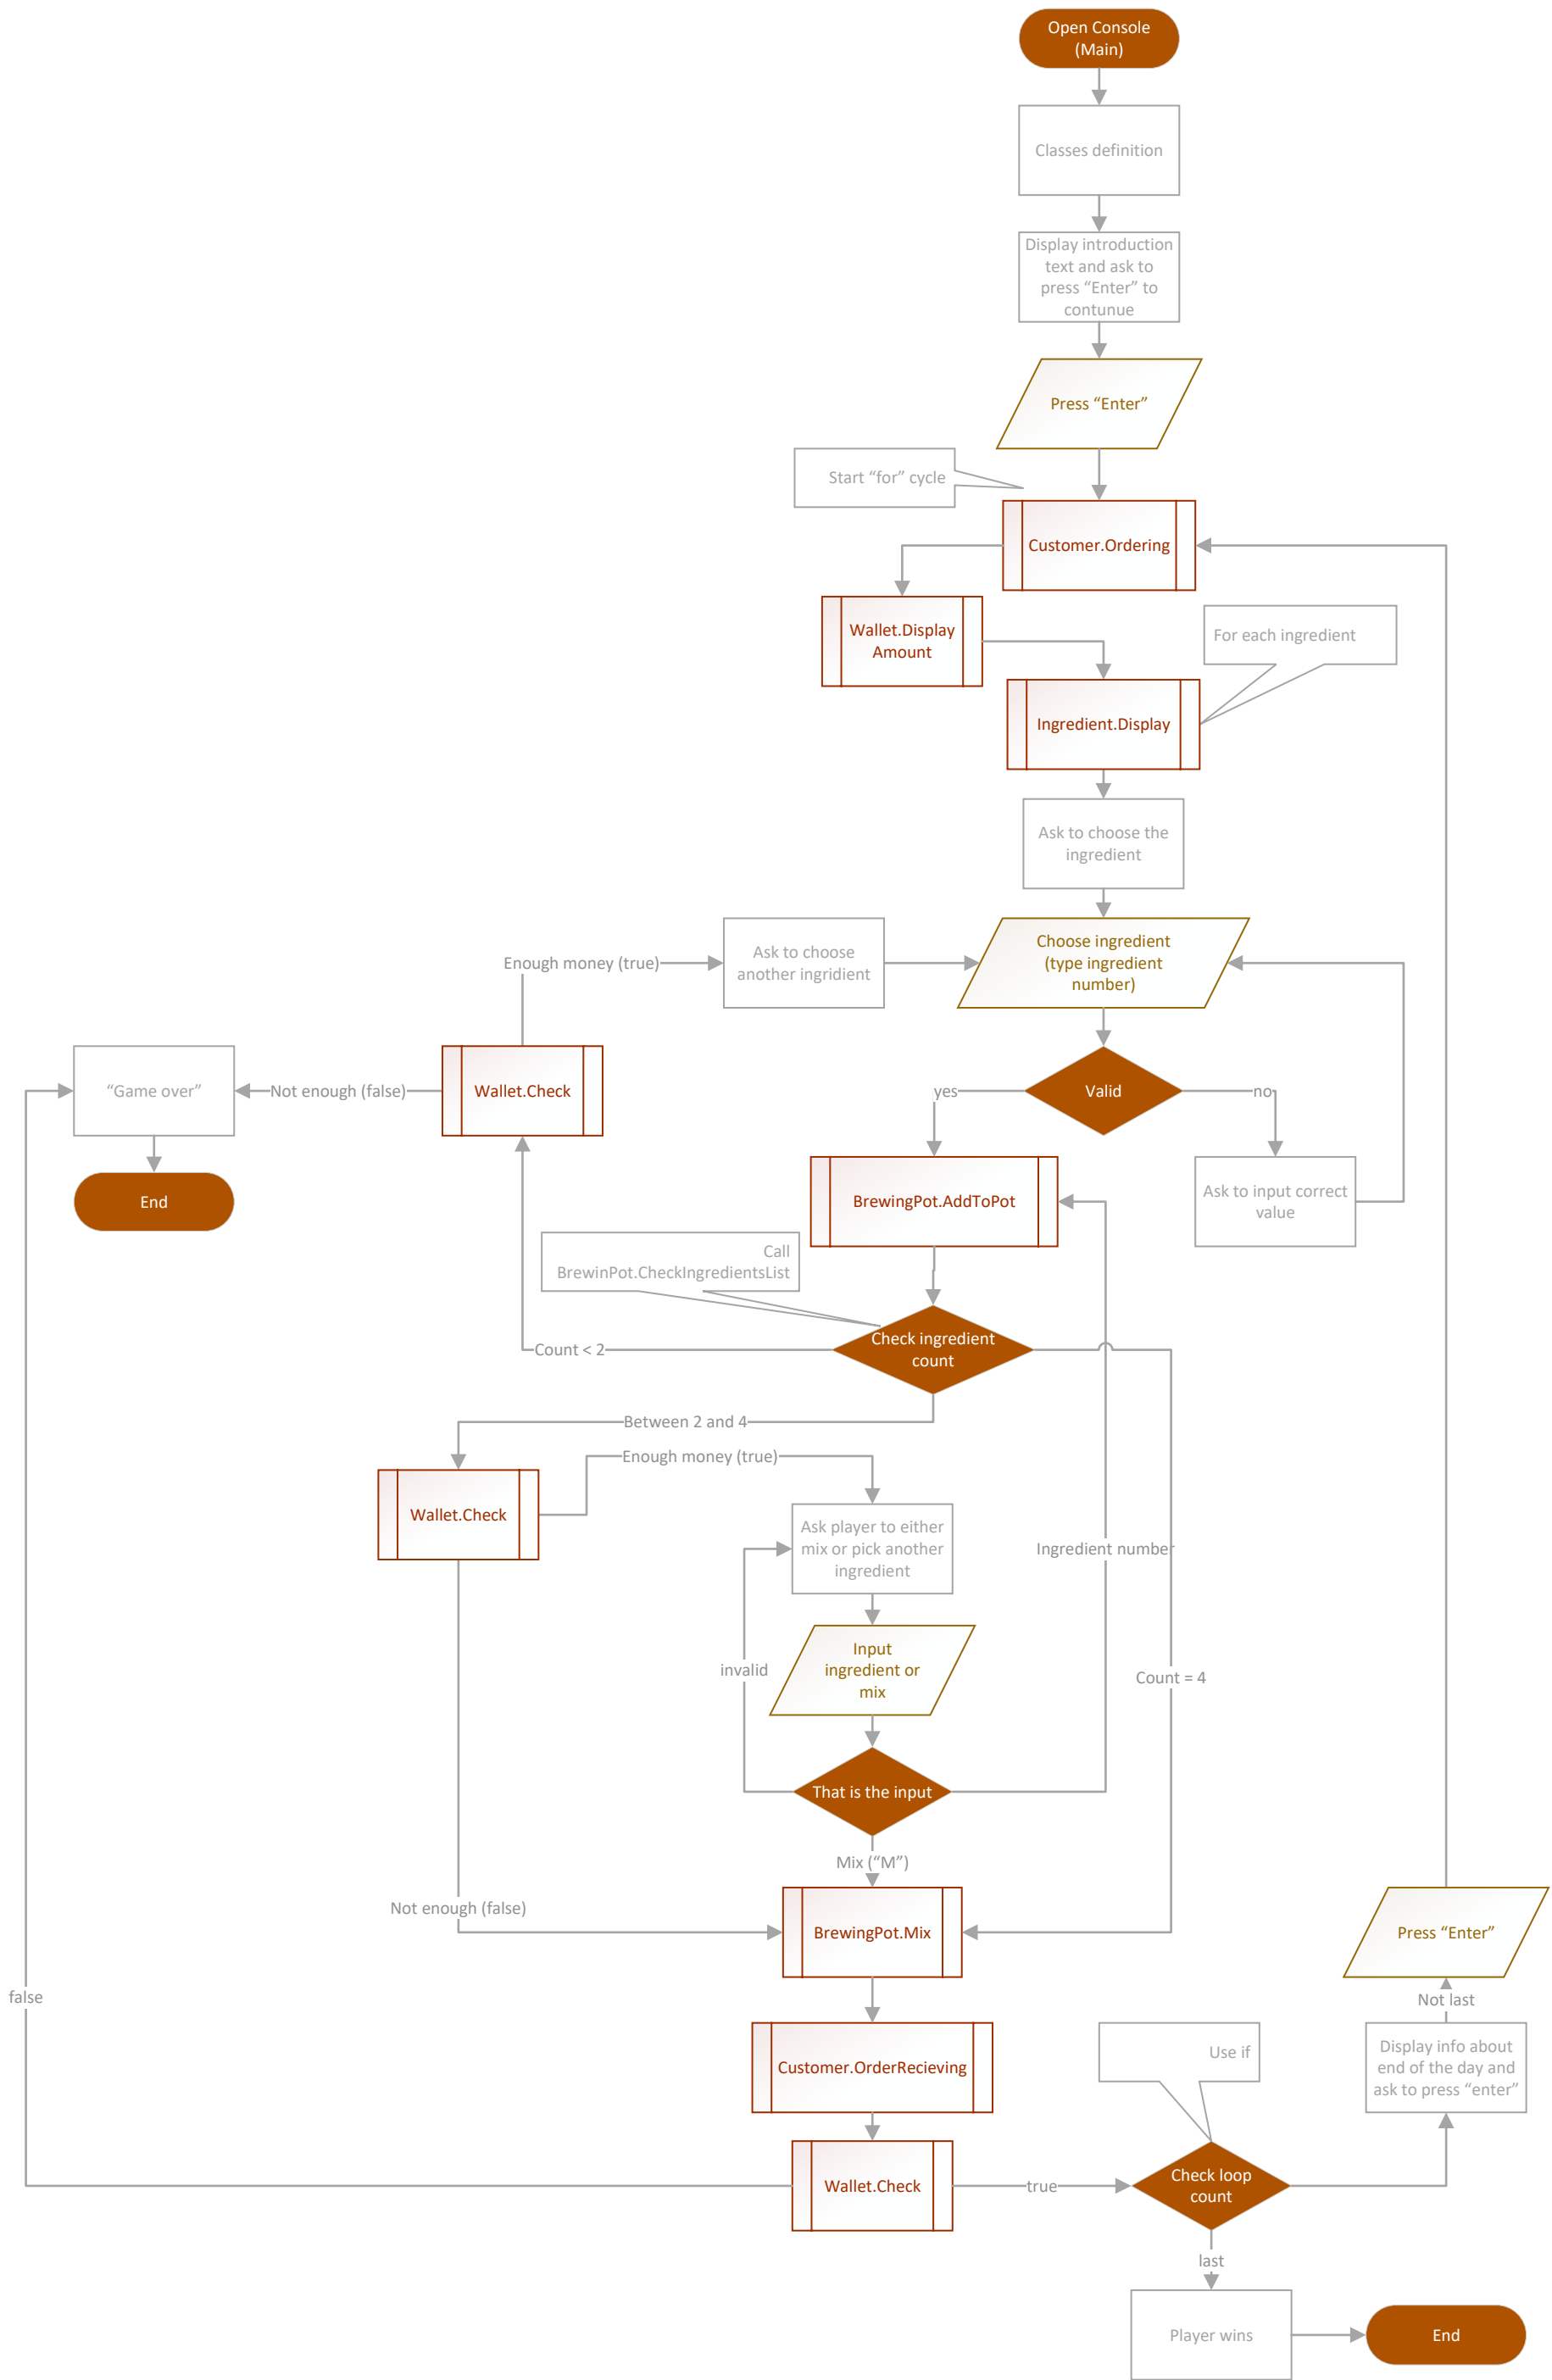 Open Console
(Main)
Classes definition
Display introduction
text and ask to
press “Enter” to
contunue
Press “Enter”
Start “for” cycle
Customer.Ordering
Wallet.Display
Amount
For each ingredient
Ingredient.Display
Ask to choose the
ingredient
Enough money (true)
Ask to choose
another ingridient
Choose ingredient
(type ingredient
number)
“Game over”
Not enough (false)
Wallet.Check
yes
Valid
no
End
BrewingPot.AddToPot
Ask to input correct
value
Call
BrewinPot.CheckIngredientsList
Count < 2
Check ingredient
count
Between 2 and 4
Enough money (true)
Wallet.Check
Ask player to either
mix or pick another
ingredient
Ingredient number
Input
ingredient or
mix
invalid
Count = 4
That is the input
Mix (“M”)
Not enough (false)
BrewingPot.Mix
Press “Enter”
false
Not last
Customer.OrderRecieving
Use if
Display info about
end of the day and
ask to press “enter”
Wallet.Check
true
Check loop
count
last
Player wins
End